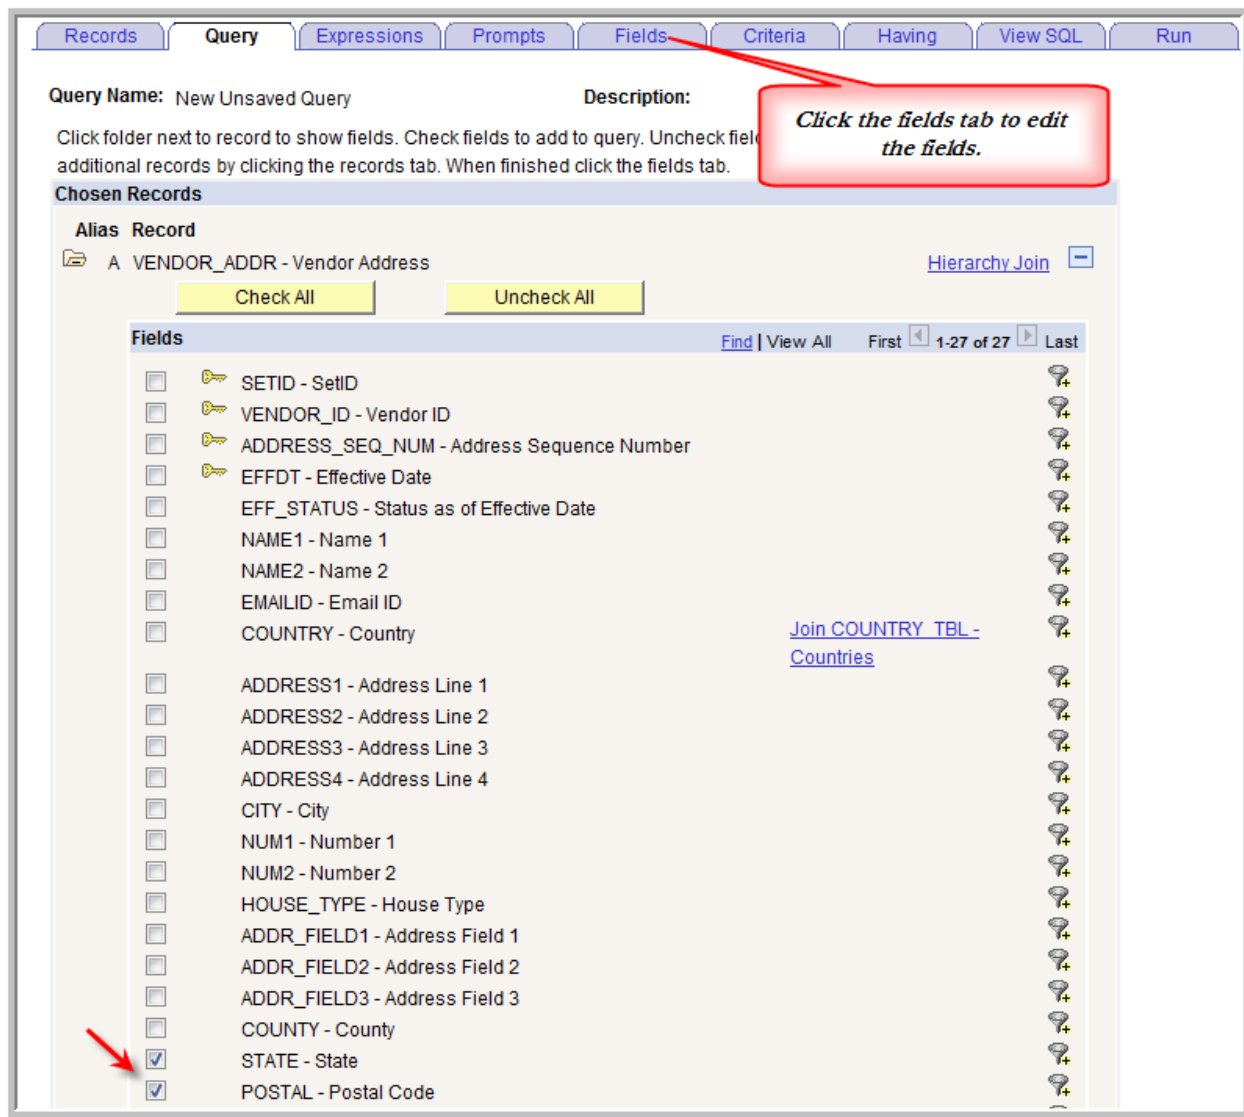 Records Query Expressions Prompts Fields Criteria Having View SQL Run
Query Name: New Unsaved Query Description:
Click the fields tab to edit
the fields.
Click folder next to record to show fields. Check fields to add to query. Uncheck
additional records by clicking the records tab. When finished click the fields tab.
Chosen Records
Alias Record
A VENDOR_ADDR - Vendor Address Hierarchy Join
Check All Uncheck All
Fields Find | View All First 1-27 of 27 Last
SETID - SetID
VENDOR_ID - Vendor ID
ADDRESS_SEQ_NUM - Address Sequence Number
EFFDT - Effective Date
EFF_STATUS - Status as of Effective Date
NAME1 - Name 1
NAME2 - Name 2
EMAILID - Email ID
COUNTRY - Country Join COUNTRY_TBL -
Countries
ADDRESS1 - Address Line 1
ADDRESS2 - Address Line 2
ADDRESS3 - Address Line 3
ADDRESS4 - Address Line 4
CITY - City
NUM1 - Number 1
NUM2 - Number 2
HOUSE_TYPE - House Type
ADDR_FIELD1 - Address Field 1
ADDR_FIELD2 - Address Field 2
ADDR_FIELD3 - Address Field 3
COUNTY - County
STATE - State
POSTAL - Postal Code